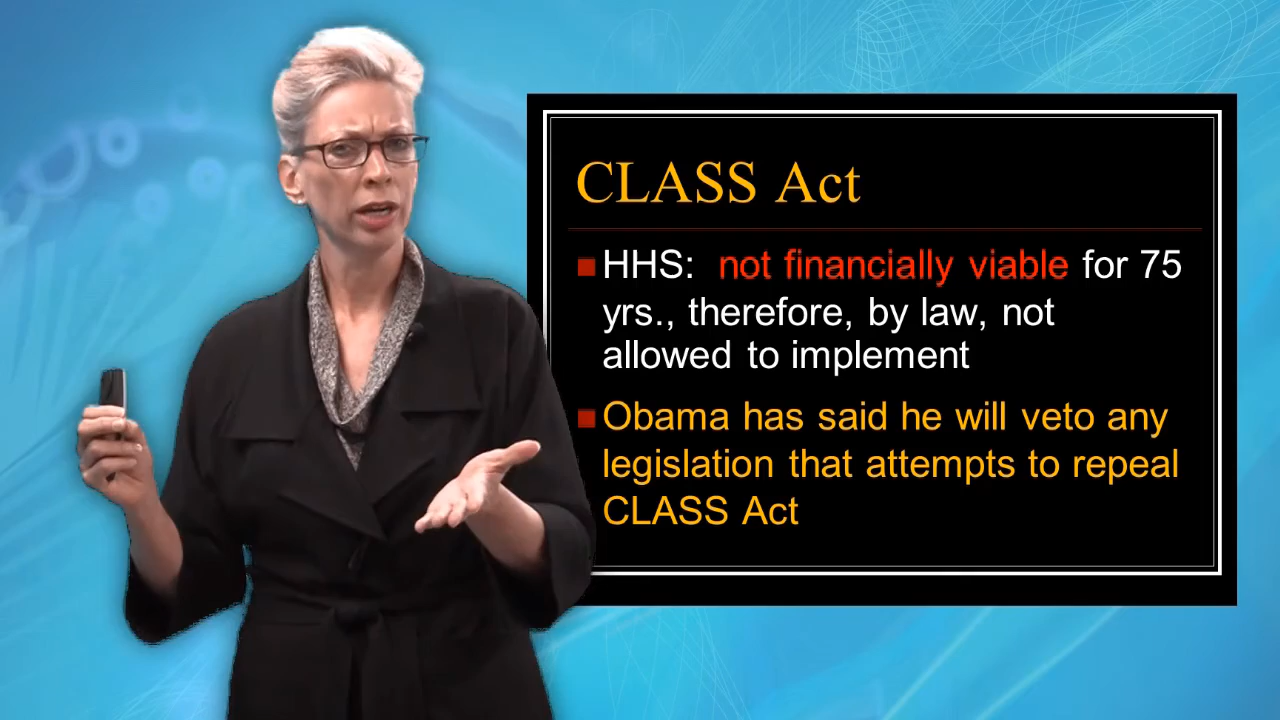 CLASS Act
HHS: not financially viable for 75
yrs., therefore, by law, not
allowed to implement
Obama has said he will veto any
legislation that attempts to repeal
CLASS Act